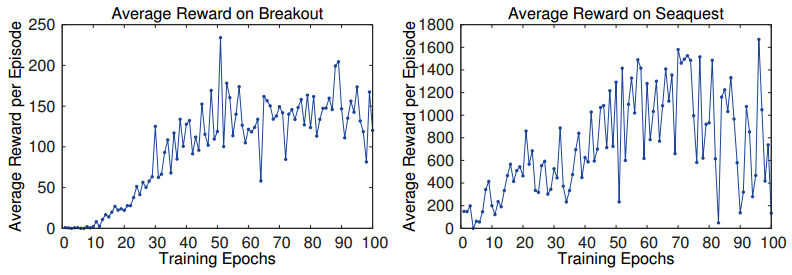 Average Reward on Breakout
Average Reward per Episode
250
200
150
100
50
0
0 10 20 30 40 50 60 70 80 90 100
Training Epochs
Average Reward on Seaquest
Average Reward per Episode
1800
1600
1400
1200
1000
800
600
400
200
0
0 10 20 30 40 50 60 70 80 90 100
Training Epochs